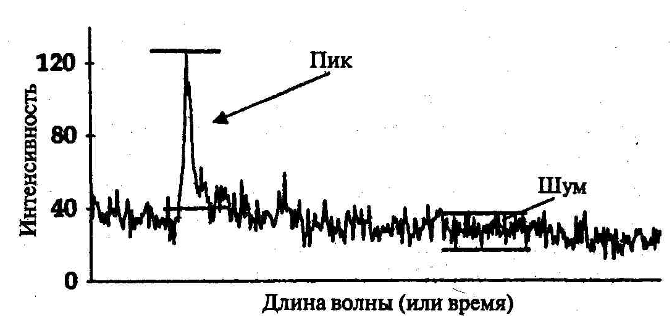 Интенсивность
120
80
40
0
Пик
Шум
Длина волны (или время)